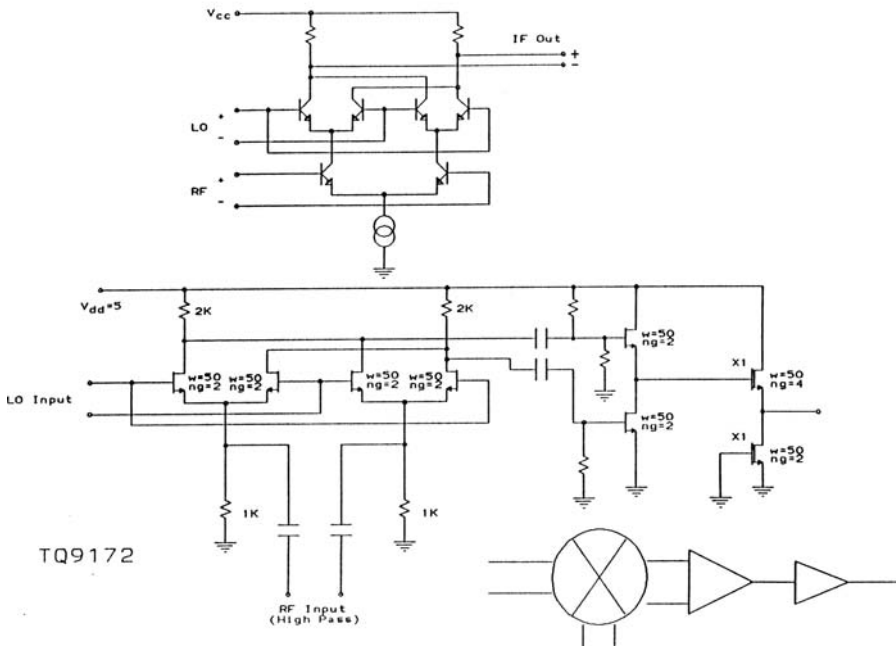 Vcc
IF Out
+
-
+
LO
-
+
RF
-
Vdd=5
2K
2K
w=50
ng=2
w=50
ng=2
w=50
ng=2
w=50
ng=2
LO Input
w=50
ng=2
X1
w=50
ng=4
w=50
ng=2
X1
w=50
ng=2
1K
1K
TQ9172
RF Input
(High Pass)